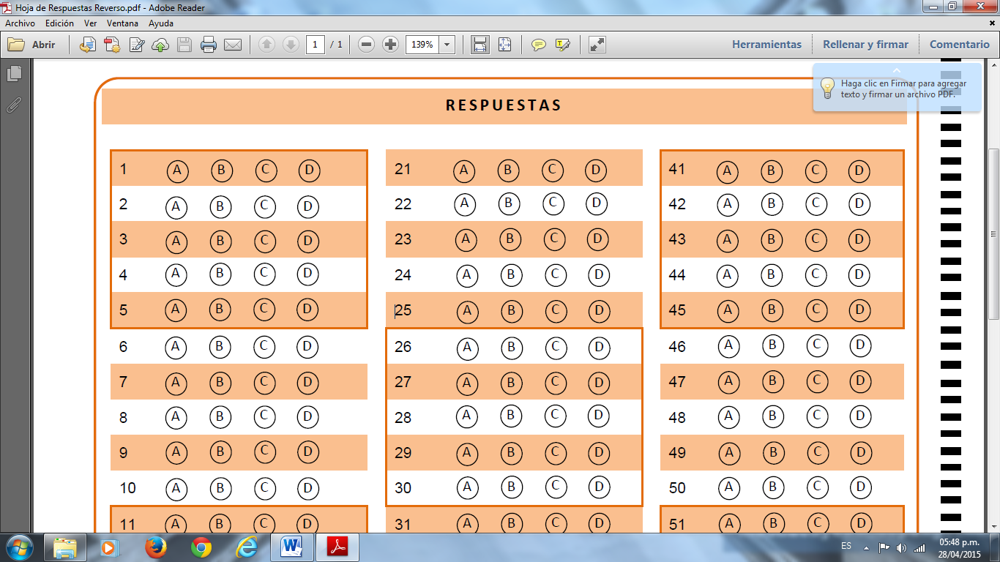 Hoja de Respuestas Reverso.pdf - Adobe Reader
Archivo Edición Ver Ventana Ayuda
Abrir 1 / 1 139% Herramientas Rellenar y firmar Comentario
Haga clic en Firmar para agregar
texto y firmar un archivo PDF.
RESPUESTAS
1 A B C D 21 A B C D 41 A B C D
2 A B C D 22 A B C D 42 A B C D
3 A B C D 23 A B C D 43 A B C D
4 A B C D 24 A B C D 44 A B C D
5 A B C D 25 A B C D 45 A B C D
6 A B C D 26 A B C D 46 A B C D
7 A B C D 27 A B C D 47 A B C D
8 A B C D 28 A B C D 48 A B C D
9 A B C D 29 A B C D 49 A B C D
10 A B C D 30 A B C D 50 A B C D
11 A B C D 31 A B C D 51 A B C D
ES 05:48 p.m.
28/04/2015